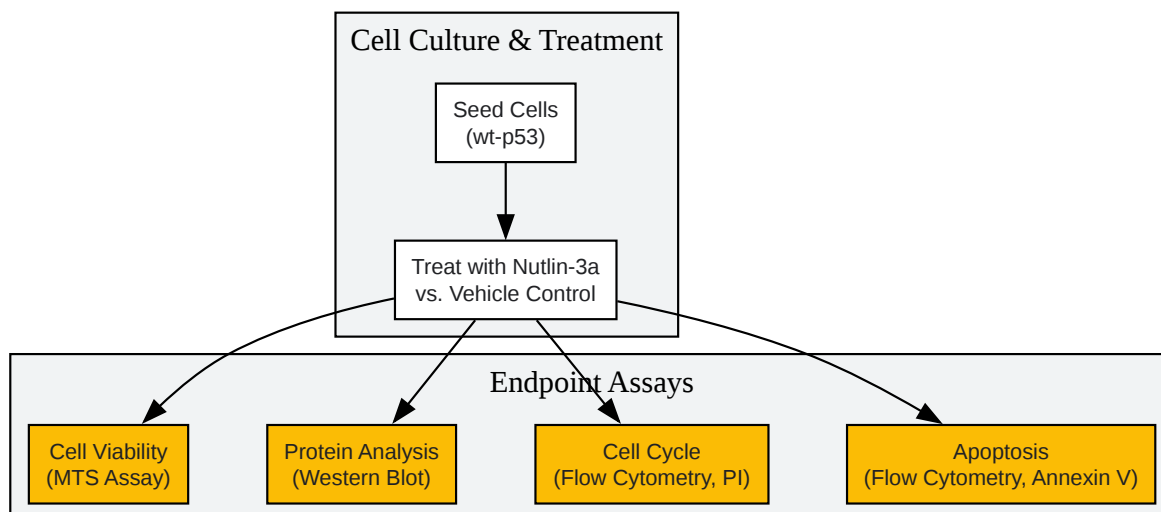 Cell Culture & Treatment
Seed Cells
(wt-p53)
Treat with Nutlin-3a
vs. Vehicle Control
Endpoint Assays
Cell Viability
(MTS Assay)
Protein Analysis
(Western Blot)
Cell Cycle
(Flow Cytometry, PI)
Apoptosis
(Flow Cytometry, Annexin V)